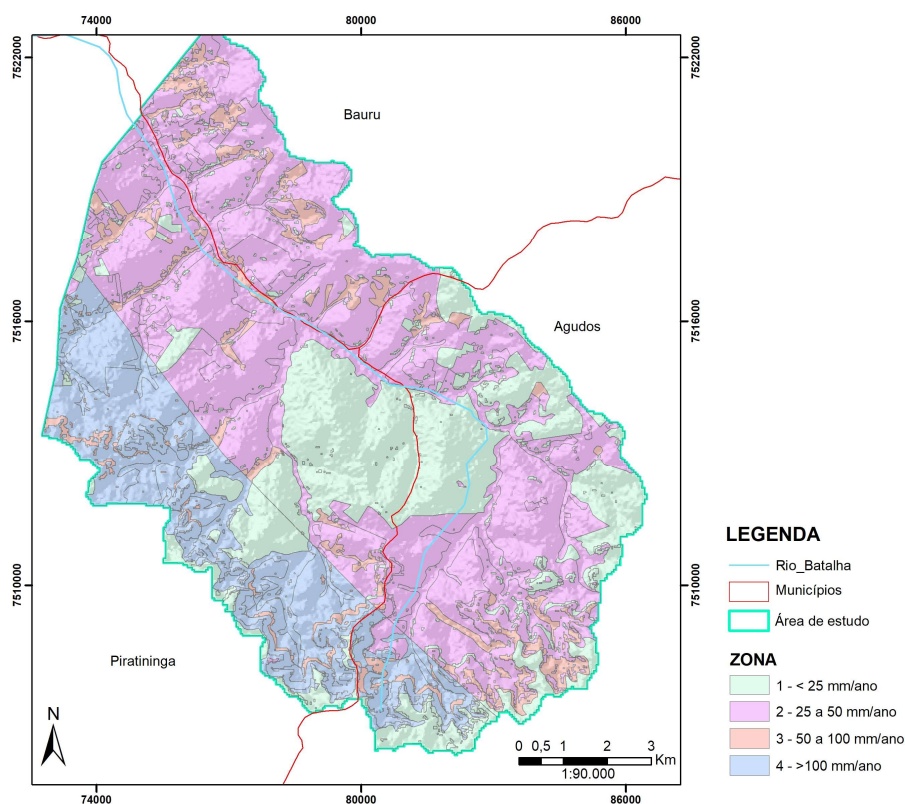 74000 80000 86000
7522000 7522000
Bauru
7516000 7516000
Agudos
7510000 7510000
Piratininga
N
0 0,5 1 2 3
Km
1:90.000
74000 80000 86000
LEGENDA
Rio_Batalha
Municípios
Área de estudo
ZONA
1 - < 25 mm/ano
2 - 25 a 50 mm/ano
3 - 50 a 100 mm/ano
4 - >100 mm/ano